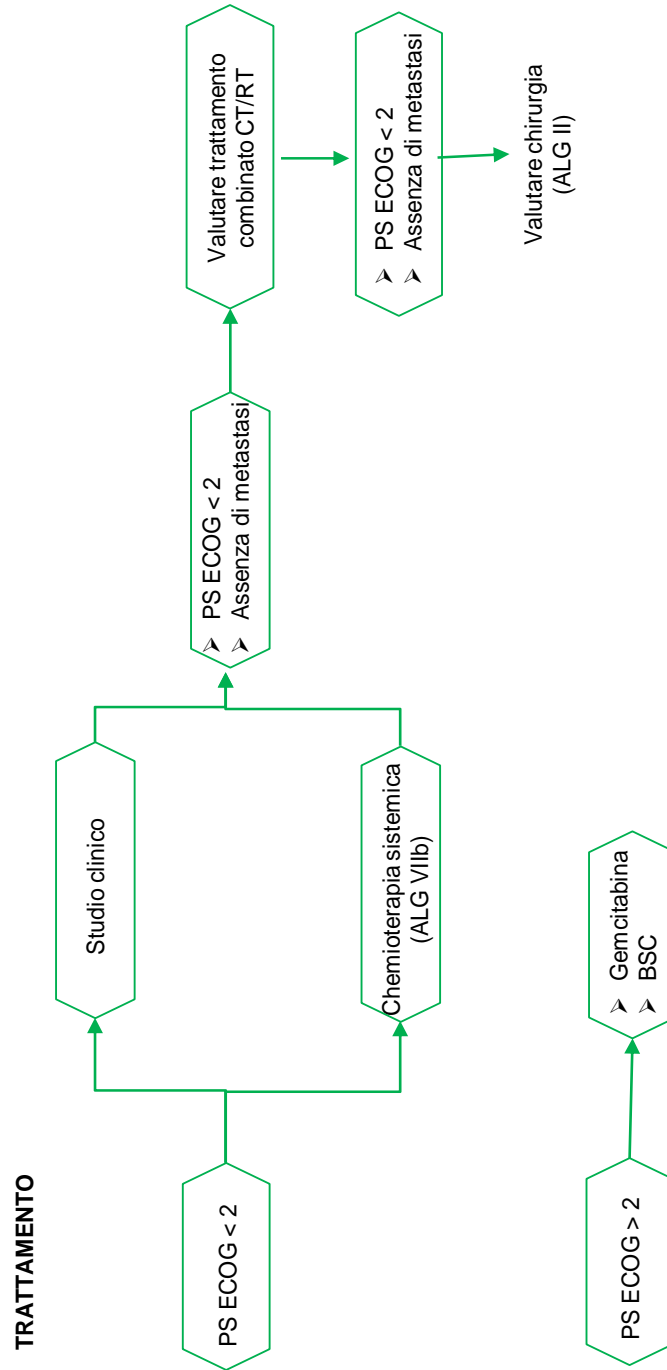 TRATTAMENTO
PS ECOG < 2
Studio clinico
Chemioterapia sistemica
(ALG VIIb)
➢ PS ECOG < 2
➢ Assenza di metastasi
Valutare trattamento
combinato CT/RT
➢ PS ECOG < 2
➢ Assenza di metastasi
Valutare chirurgia
(ALG II)
PS ECOG > 2
➢ Gemcitabina
➢ BSC